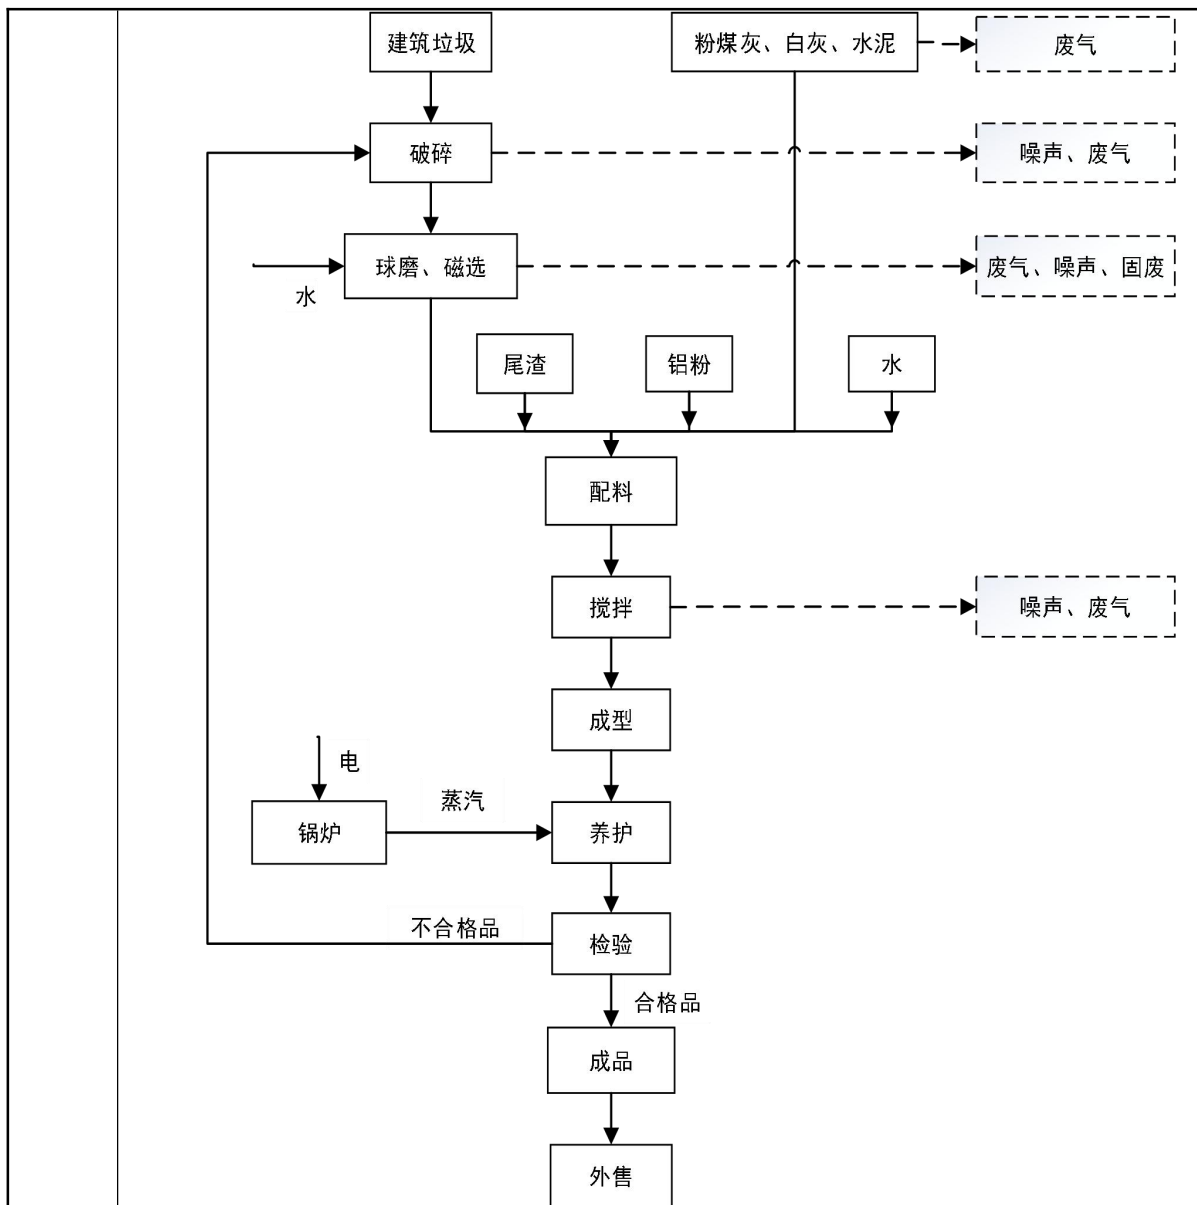 建筑垃圾
粉煤灰、白灰、水泥
废气
破碎
噪声、废气
球磨、磁选
废气、噪声、固废
水
尾渣
铝粉
水
配料
搅拌
噪声、废气
成型
电
蒸汽
锅炉
养护
不合格品
检验
合格品
成品
外售